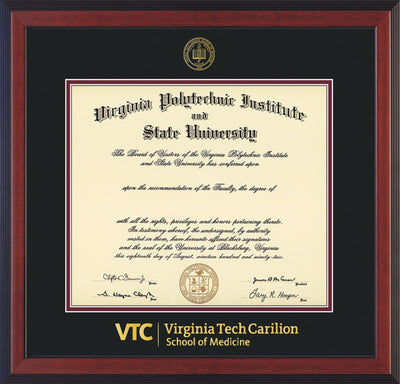 Virginia Polytechnic Institute
and
State University
The Board of Visitors of the Virginia Polytechnic Institute
and State University has conferred upon
upon the recommendation of the Faculty, the degree of
with all the rights, privileges and honors pertaining thereto.
In testimony whereof, the undersigned, by authority
vested in them, have hereunto affixed their signatures
and the seal of the University at Blacksburg, Virginia
this eighteenth day of August, nineteen hundred and ninety-two.
VTC Virginia Tech Carilion
School of Medicine